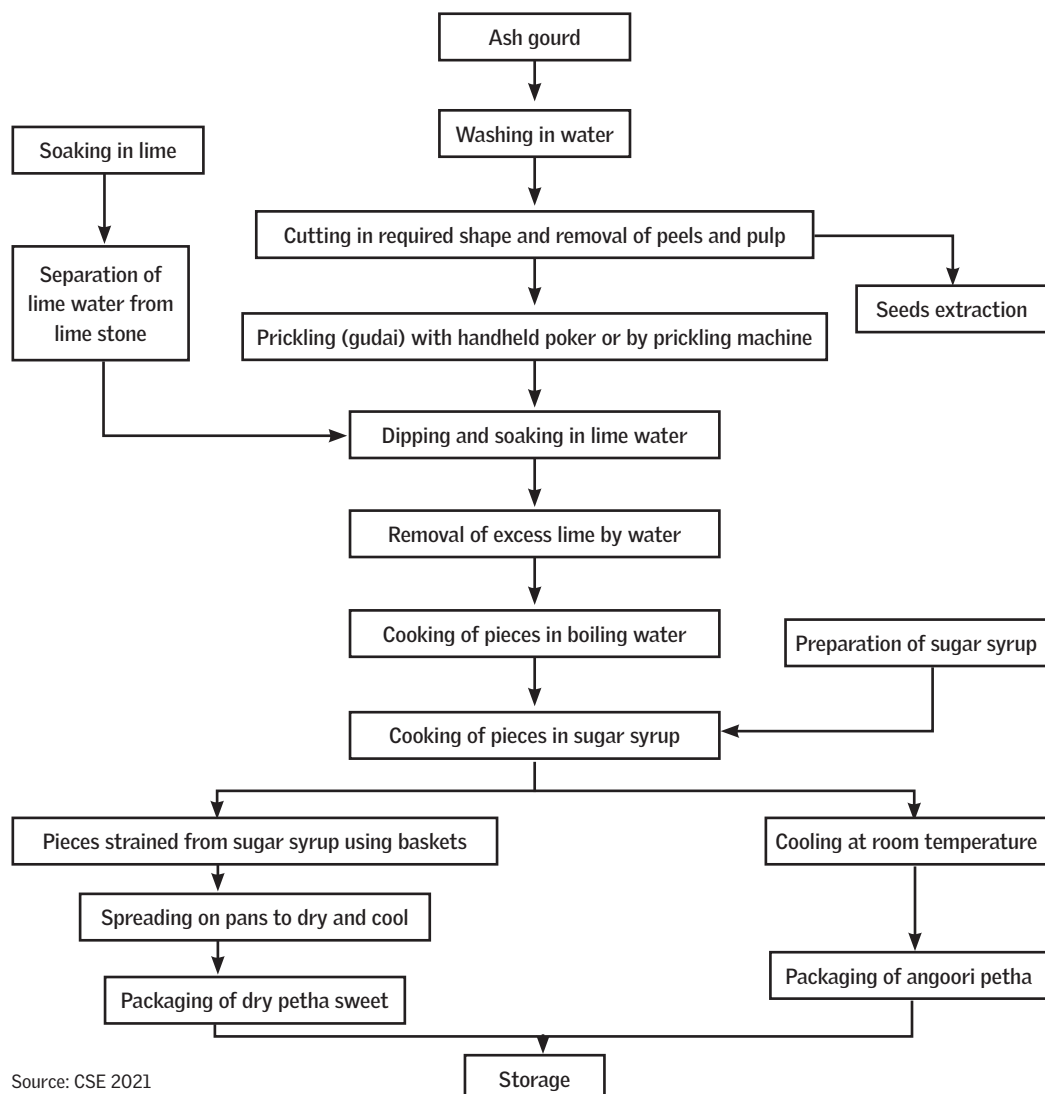 Ash gourd
Washing in water
Soaking in lime
Cutting in required shape and removal of peels and pulp
Separation of
lime water from
lime stone
Seeds extraction
Prickling (gudai) with handheld poker or by prickling machine
Dipping and soaking in lime water
Removal of excess lime by water
Cooking of pieces in boiling water
Preparation of sugar syrup
Cooking of pieces in sugar syrup
Pieces strained from sugar syrup using baskets
Cooling at room temperature
Spreading on pans to dry and cool
Packaging of angoori petha
Packaging of dry petha sweet
Storage
Source: CSE 2021